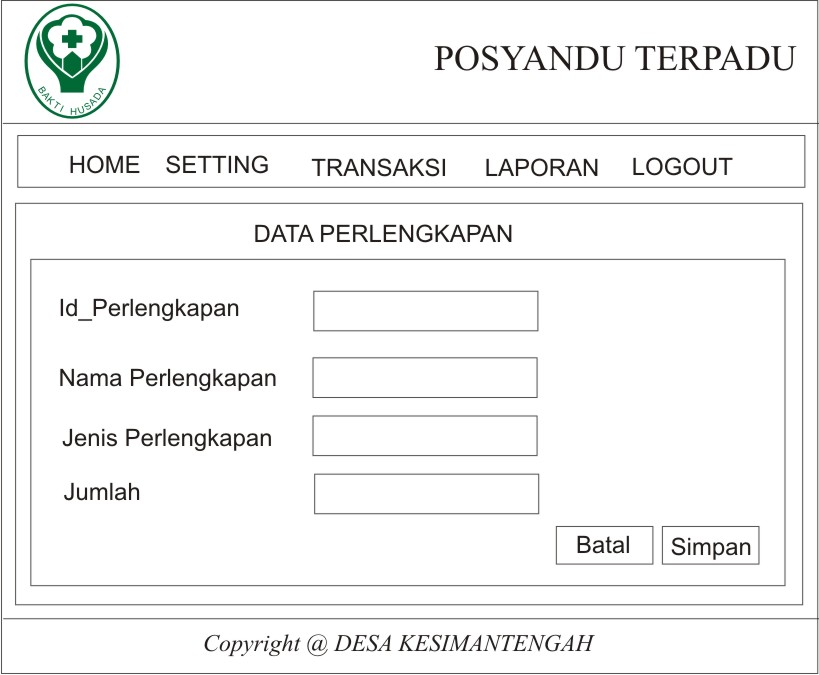 BAKTI HUSADA
POSYANDU TERPADU
HOME SETTING TRANSAKSI LAPORAN LOGOUT
DATA PERLENGKAPAN
Id_Perlengkapan
Nama Perlengkapan
Jenis Perlengkapan
Jumlah
Batal Simpan
Copyright @ DESA KESIMANTENGAH